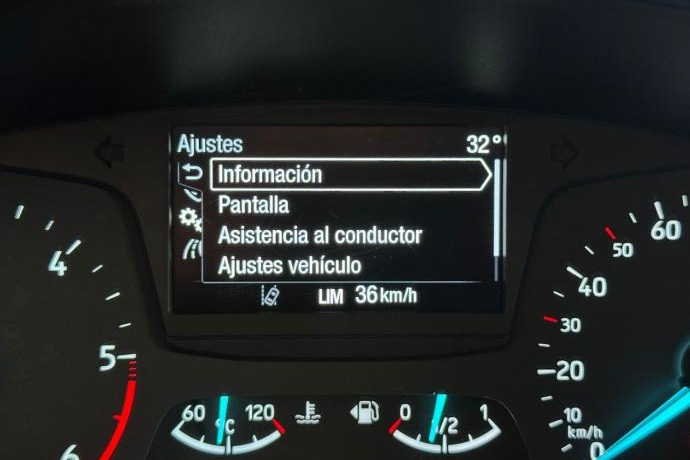 Ajustes 32°
Información
Pantalla
Asistencia al conductor
Ajustes vehículo
LIM 36 km/h
4
5
6
60 °C 120
0 1/2 1
60
50
40
30
20
10
km/h
0